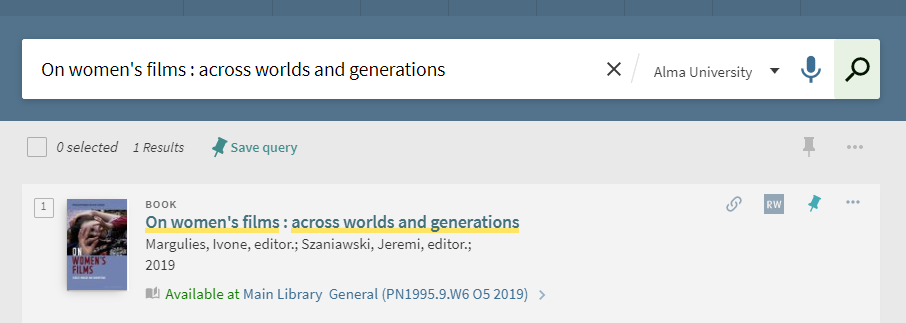 On women's films : across worlds and generations
Alma University
0 selected 1 Results Save query
1
BOOK
RW
On women's films : across worlds and generations
Margulies, Ivone, editor.; Szaniawski, Jeremi, editor.;
2019
Available at Main Library General (PN1995.9.W6 O5 2019)
ON
WOMEN'S
FILMS